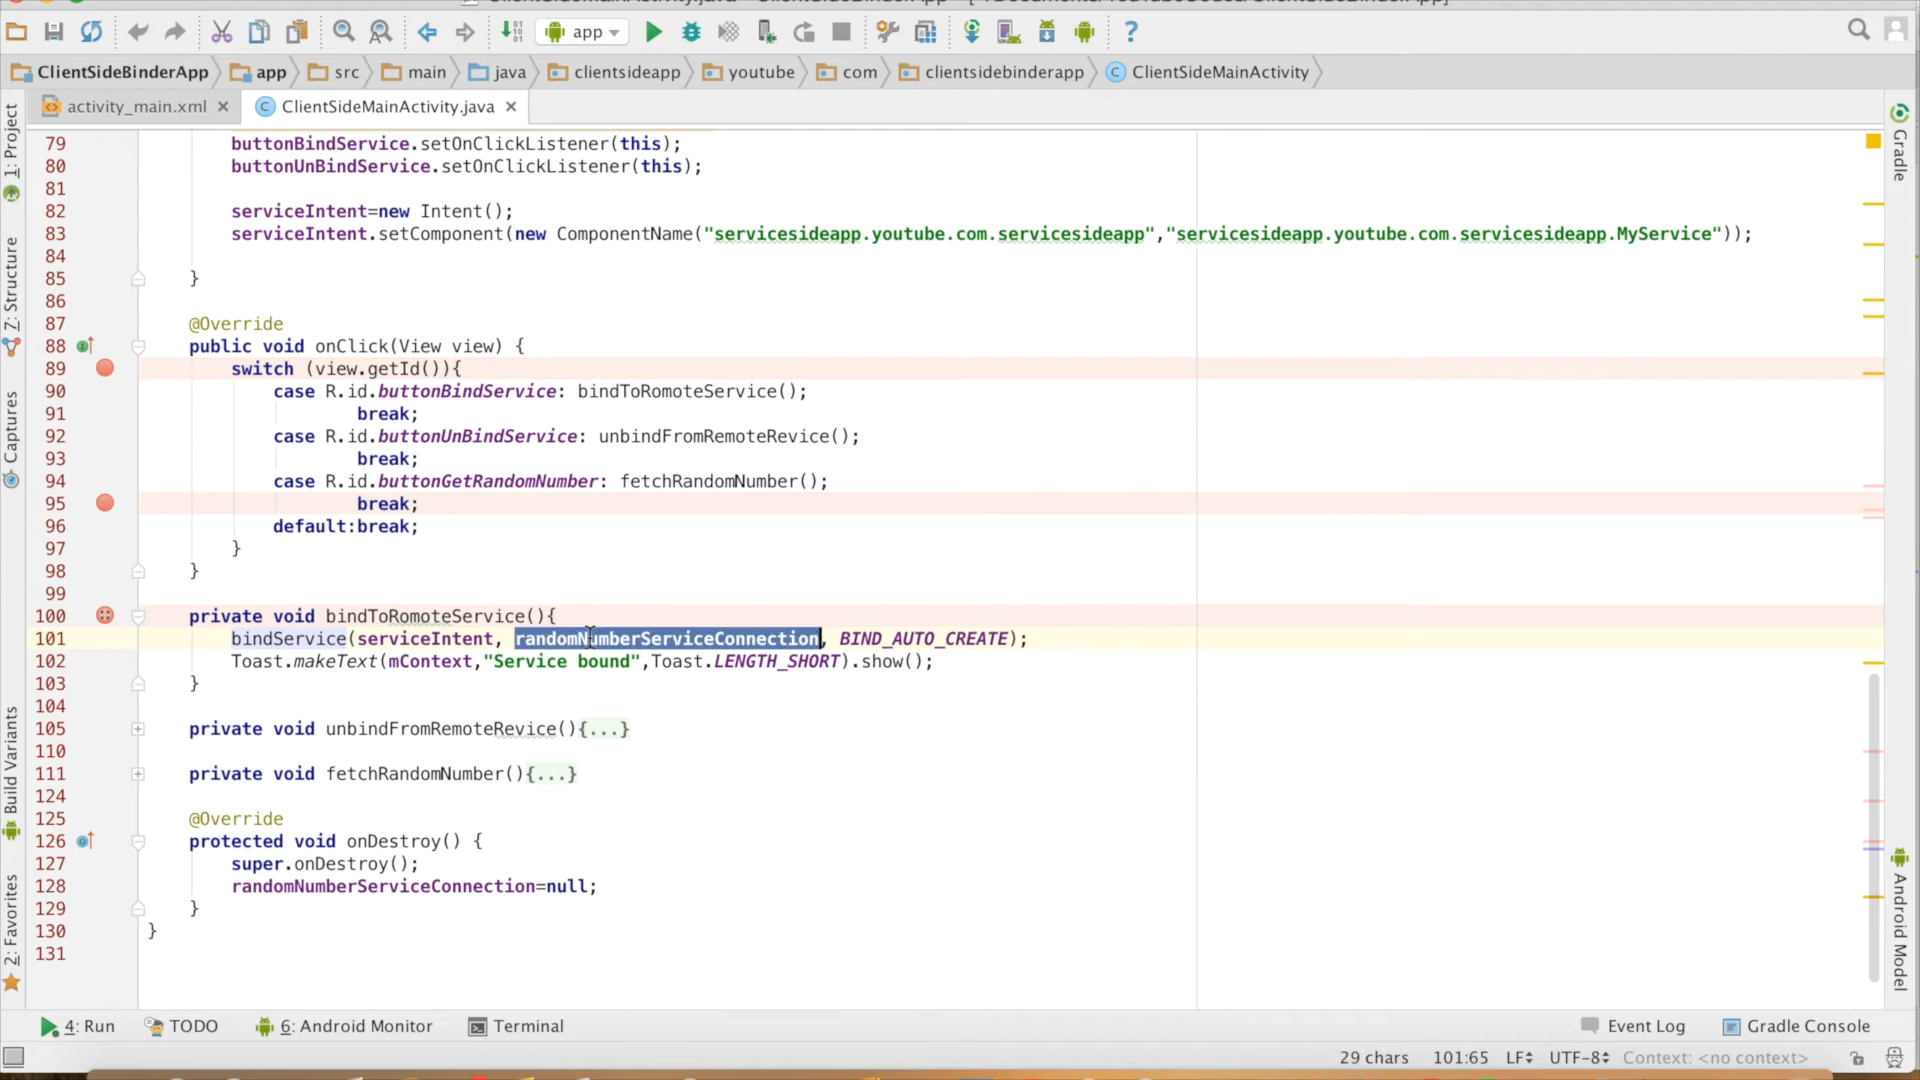 app
?
ClientSideBinderApp app src main java clientsideapp youtube com clientsidebinderapp ClientSideMainActivity
activity_main.xml ClientSideMainActivity.java
79 buttonBindService.setOnClickListener(this);
80 buttonUnBindService.setOnClickListener(this);
81
82 serviceIntent=new Intent();
83 serviceIntent.setComponent(new ComponentName("servicesideapp.youtube.com.servicesideapp","servicesideapp.youtube.com.servicesideapp.MyService"));
84
85 }
86
87 @Override
88 public void onClick(View view) {
89 switch (view.getId()){
90 case R.id.buttonBindService: bindToRomoteService();
91 break;
92 case R.id.buttonUnBindService: unbindFromRemoteRevice();
93 break;
94 case R.id.buttonGetRandomNumber: fetchRandomNumber();
95 break;
96 default:break;
97 }
98 }
99
100 private void bindToRomoteService(){
101 bindService(serviceIntent, randomNumberServiceConnection, BIND_AUTO_CREATE);
102 Toast.makeText(mContext,"Service bound",Toast.LENGTH_SHORT).show();
103 }
104
105 private void unbindFromRemoteRevice(){...}
110
111 private void fetchRandomNumber(){...}
124
125 @Override
126 protected void onDestroy() {
127 super.onDestroy();
128 randomNumberServiceConnection=null;
129 }
130 }
131
1: Project
Z: Structure
Captures
Build Variants
2: Favorites
Gradle
Android Model
4: Run TODO 6: Android Monitor Terminal Event Log Gradle Console
29 chars 101:65 LF UTF-8 Context: <no context>